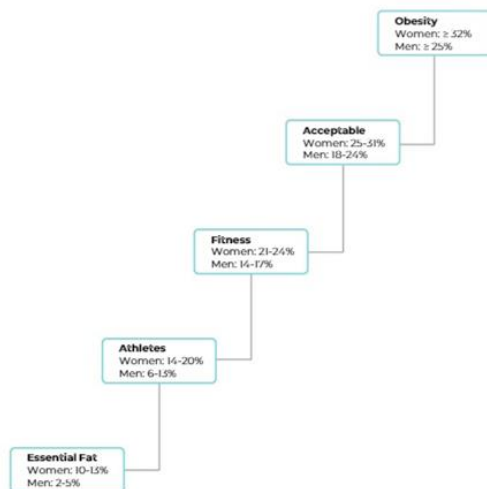 Obesity
Women: ≥ 32%
Men: ≥ 25%
Acceptable
Women: 25-31%
Men: 18-24%
Fitness
Women: 21-24%
Men: 14-17%
Athletes
Women: 14-20%
Men: 6-13%
Essential Fat
Women: 10-13%
Men: 2-5%